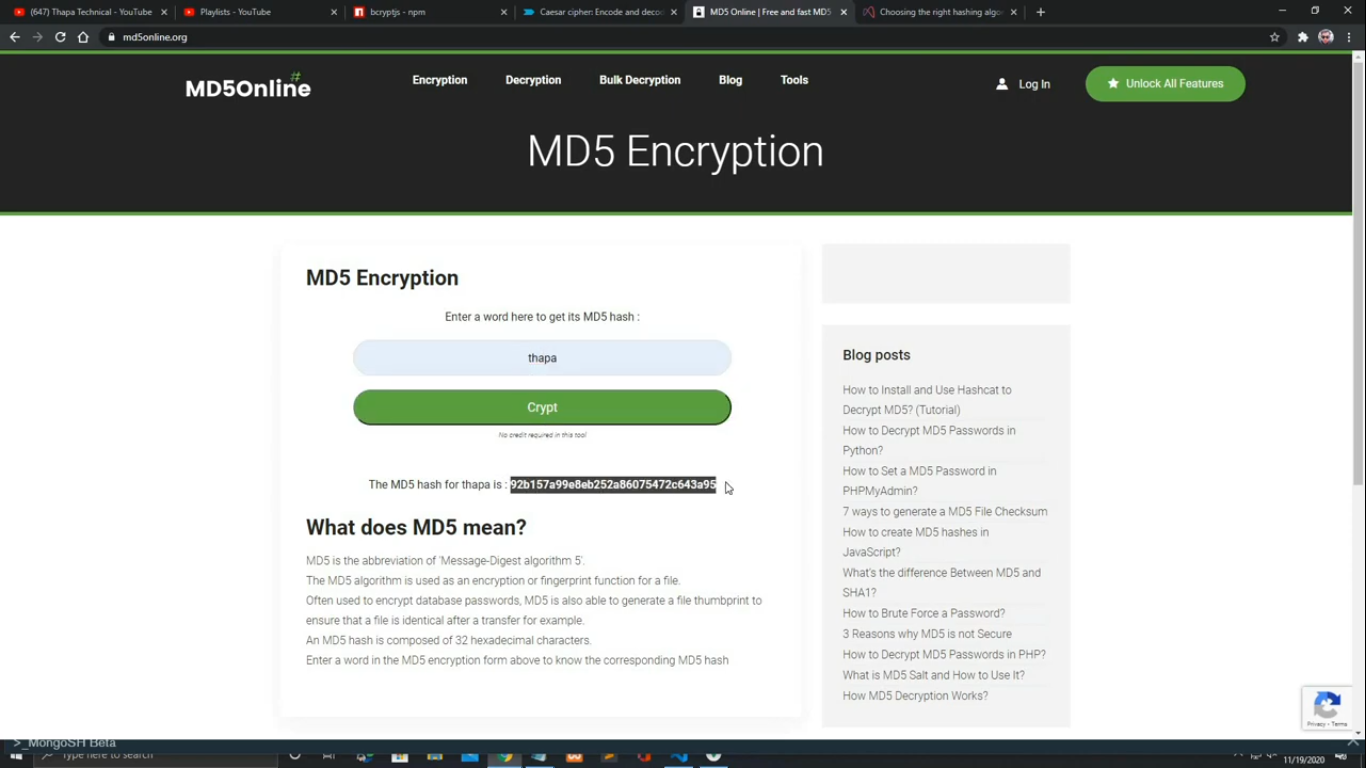 (647) Thapa Technical - YouTube
Playlists - YouTube
bcryptjs - npm
Caesar cipher: Encode and deco
MD5 Online | Free and fast MD5
Choosing the right hashing algo
md5online.org
MD5Online
#
Encryption
Decryption
Bulk Decryption
Blog
Tools
Log In
Unlock All Features
MD5 Encryption
MD5 Encryption
Enter a word here to get its MD5 hash :
thapa
Crypt
No credit required in this tool
The MD5 hash for thapa is : 92b157a99e8eb252a86075472c643a95
What does MD5 mean?
MD5 is the abbreviation of 'Message-Digest algorithm 5'.
The MD5 algorithm is used as an encryption or fingerprint function for a file.
Often used to encrypt database passwords, MD5 is also able to generate a file thumbprint to
ensure that a file is identical after a transfer for example.
An MD5 hash is composed of 32 hexadecimal characters.
Enter a word in the MD5 encryption form above to know the corresponding MD5 hash
Blog posts
How to Install and Use Hashcat to
Decrypt MD5? (Tutorial)
How to Decrypt MD5 Passwords in
Python?
How to Set a MD5 Password in
PHPMyAdmin?
7 ways to generate a MD5 File Checksum
How to create MD5 hashes in
JavaScript?
What's the difference Between MD5 and
SHA1?
How to Brute Force a Password?
3 Reasons why MD5 is not Secure
How to Decrypt MD5 Passwords in PHP?
What is MD5 Salt and How to Use It?
How MD5 Decryption Works?
Privacy - Terms
>_MongoSH Beta
Type here to search
11/19/2020